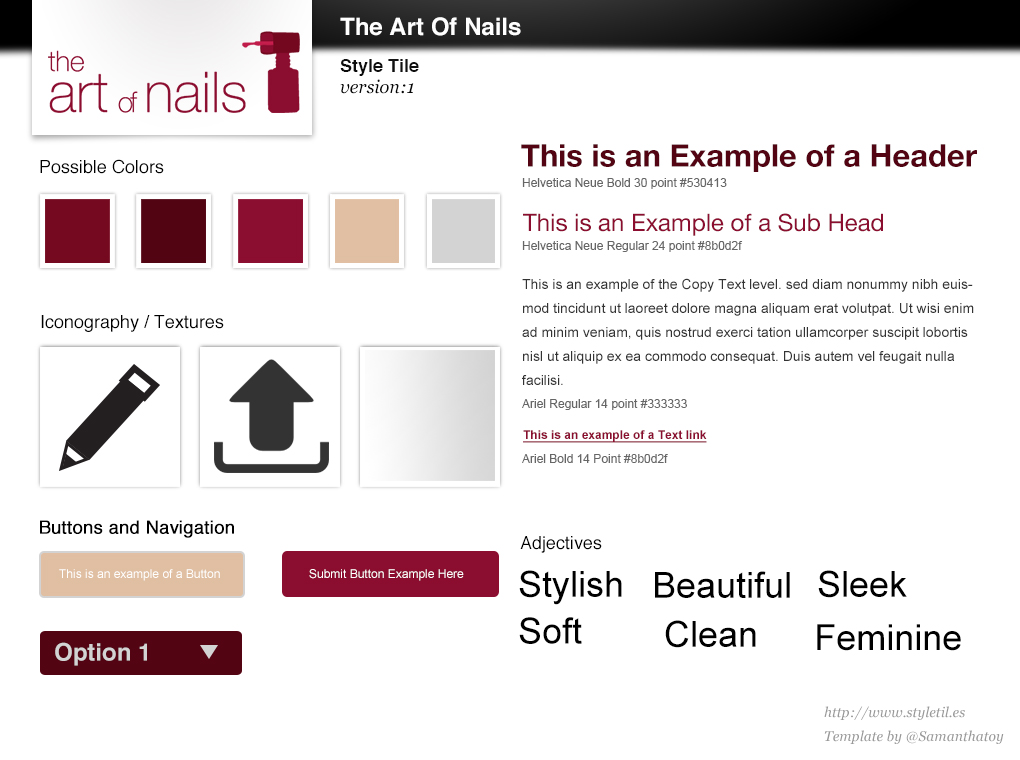 the
art of nails
The Art Of Nails
Style Tile
version:1
Possible Colors
Iconography / Textures
Buttons and Navigation
This is an example of a Button
Submit Button Example Here
Option 1
This is an Example of a Header
Helvetica Neue Bold 30 point #530413
This is an Example of a Sub Head
Helvetica Neue Regular 24 point #8b0d2f
This is an example of the Copy Text level. sed diam nonummy nibh euis-
mod tincidunt ut laoreet dolore magna aliquam erat volutpat. Ut wisi enim
ad minim veniam, quis nostrud exerci tation ullamcorper suscipit lobortis
nisl ut aliquip ex ea commodo consequat. Duis autem vel feugait nulla
facilisi.
Ariel Regular 14 point #333333
This is an example of a Text link
Ariel Bold 14 Point #8b0d2f
Adjectives
Stylish Beautiful Sleek
Soft Clean Feminine
http://www.styletil.es
Template by @Samanthatoy